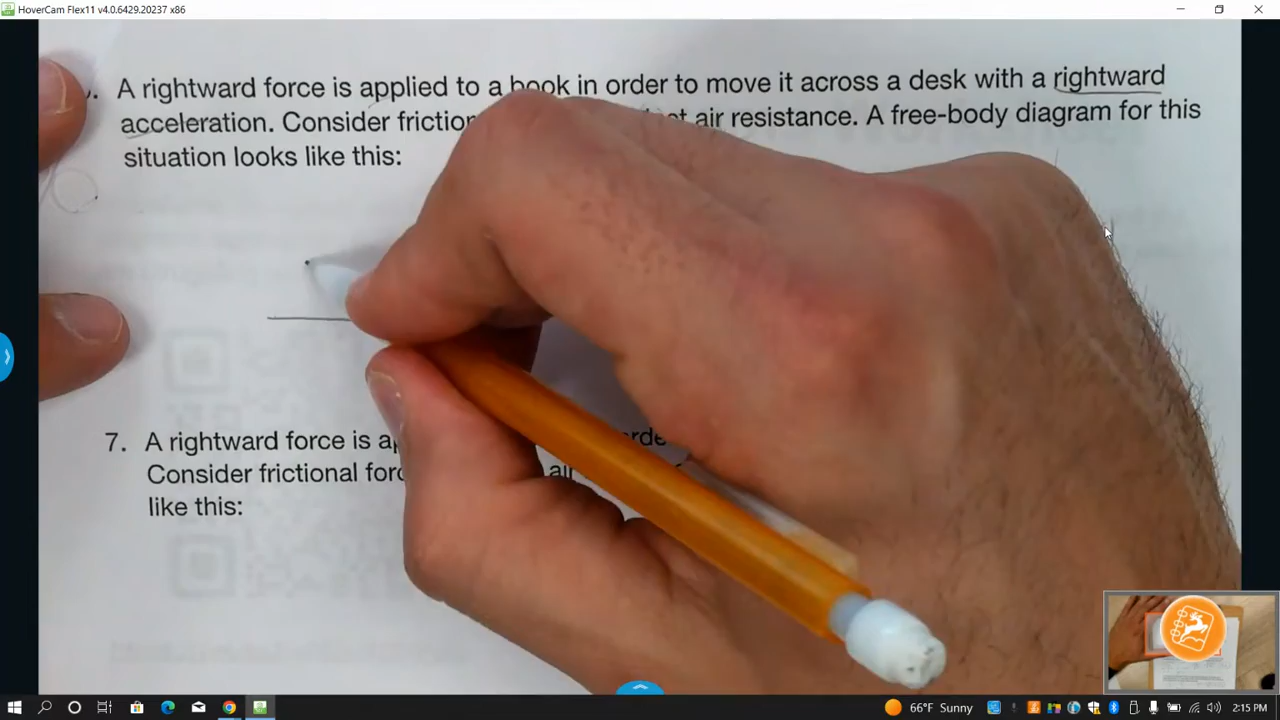 HoverCam Flex11 v4.0.6429.20237 x86
. A rightward force is applied to a book in order to move it across a desk with a rightward
acceleration. Consider air resistance. A free-body diagram for this
situation looks like this:
7. A rightward force is
Consider frictional
like this:
66°F Sunny
2:15 PM